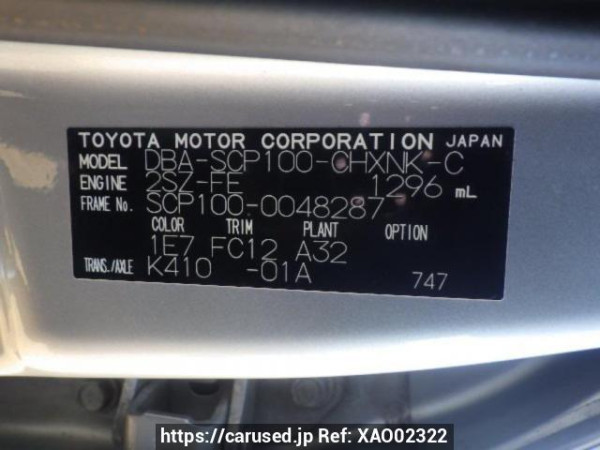 TOYOTA MOTOR CORPORATION JAPAN
MODEL DBA-SCP100-CHXNK-C
ENGINE 2SZ-FE 1296 mL
FRAME No. SCP100-0048287
COLOR TRIM PLANT OPTION
1E7 FC12 A32
TRANS./AXLE K410 -01A 747
https://carused.jp Ref: XAO02322